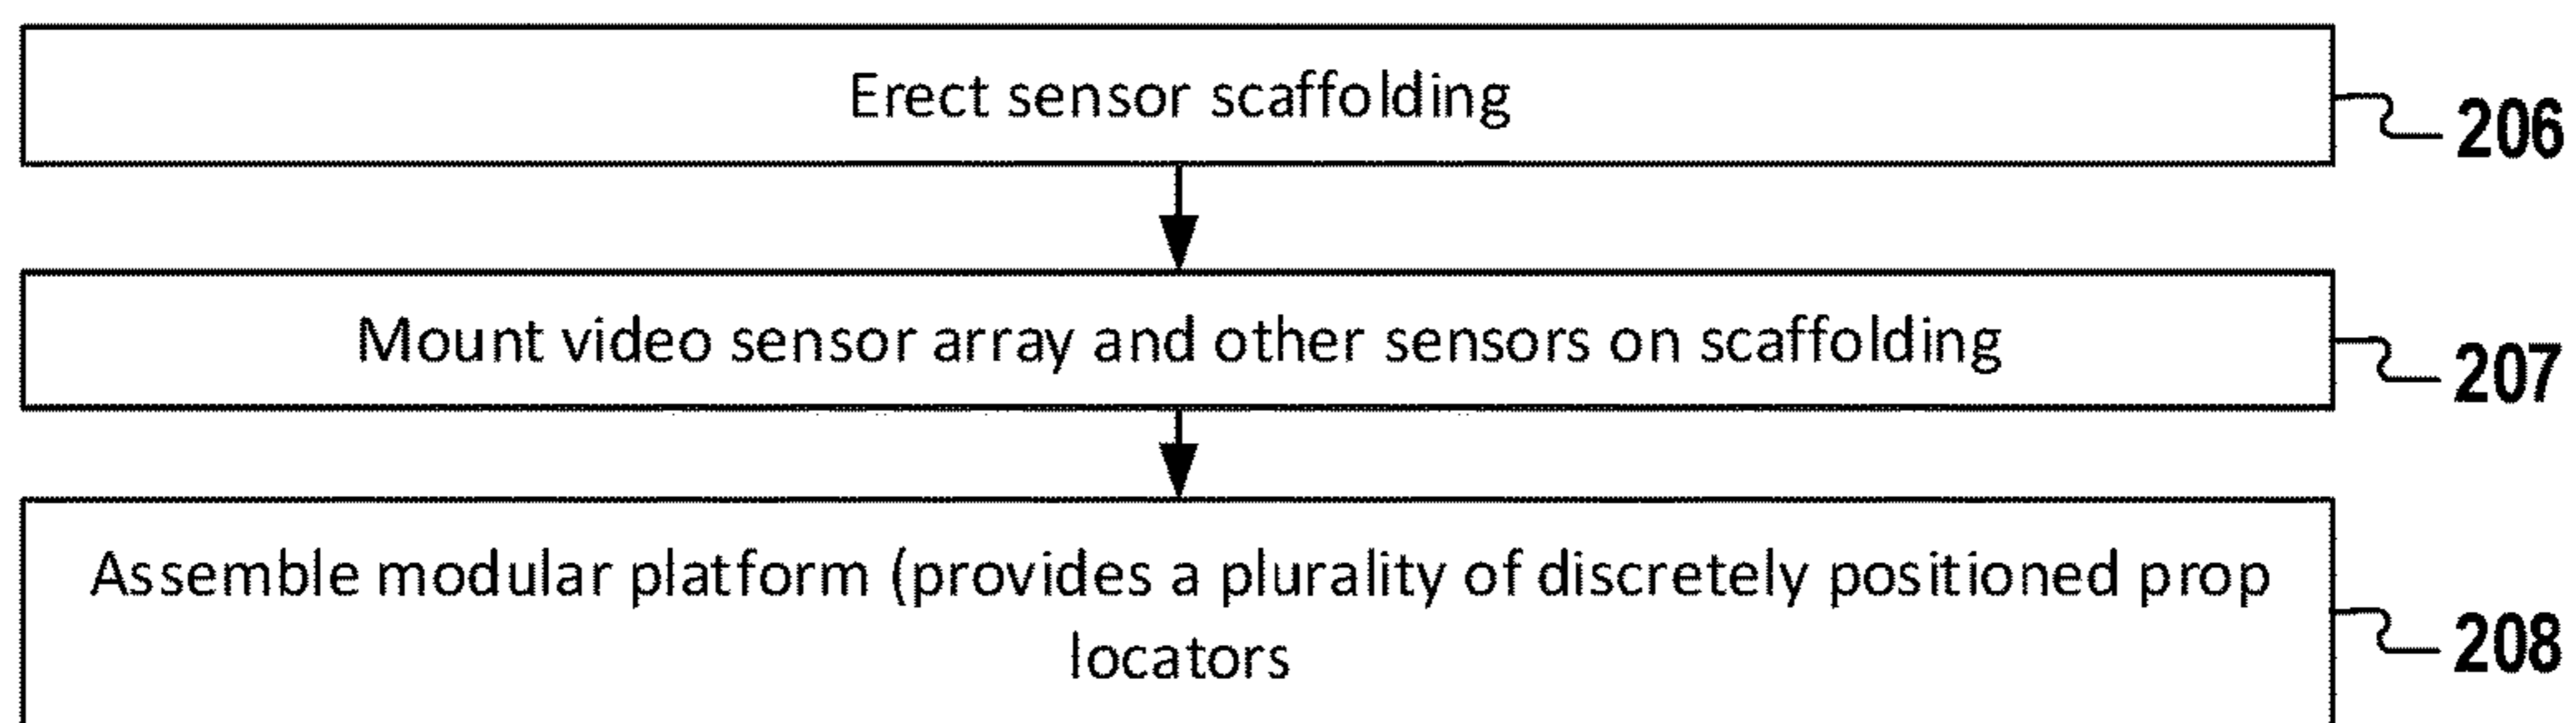 Erect sensor scaffolding
206
Mount video sensor array and other sensors on scaffolding
207
Assemble modular platform (provides a plurality of discretely positioned prop
locators
208